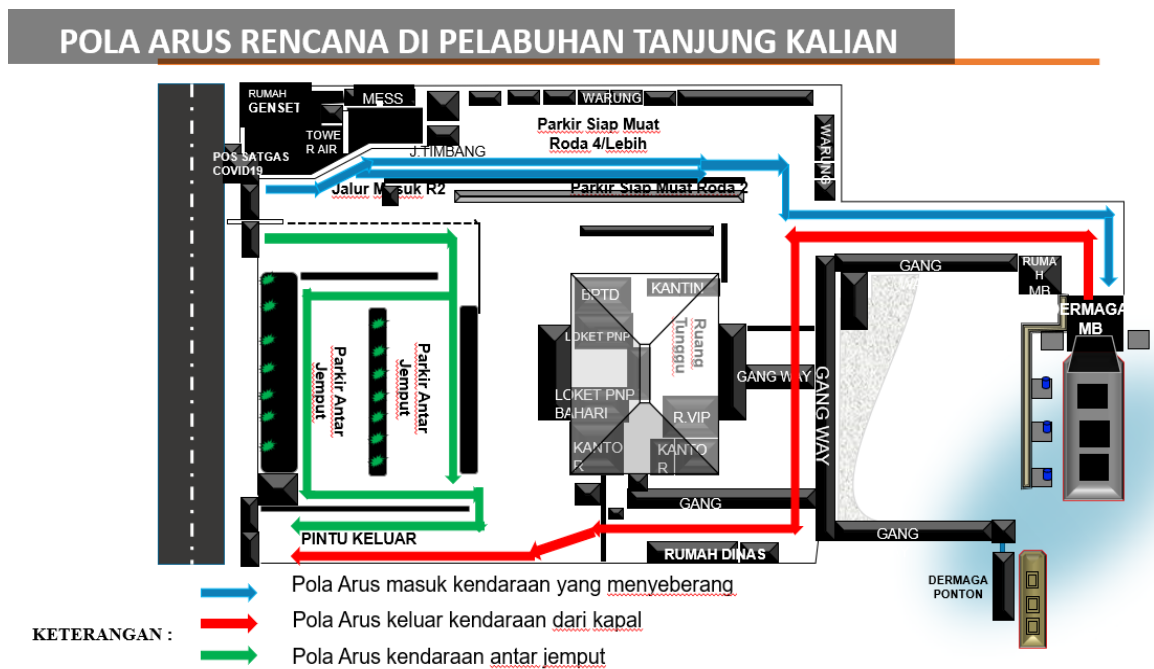 POLA ARUS RENCANA DI PELABUHAN TANJUNG KALIAN
RUMAH
GENSET
MESS
WARUNG
TOWE
R AIR
Parkir Siap Muat
Roda 4/Lebih
WARUNG
POS SATGAS
COVID19
J.TIMBANG
Jalur Masuk R2
Parkir Siap Muat Roda 2
GANG
RUMA
H
MB
BPTD
KANTIN
DERMAGA
MB
LOKET PNP
Ruang
Tunggu
Parkir Antar
Jemput
Parkir Antar
Jemput
GANG WAY
GANG WAY
LOKET PNP
BAHARI
R.VIP
KANTO
R
KANTO
R
GANG
GANG
PINTU KELUAR
RUMAH DINAS
DERMAGA
PONTON
KETERANGAN :
Pola Arus masuk kendaraan yang menyeberang
Pola Arus keluar kendaraan dari kapal
Pola Arus kendaraan antar jemput